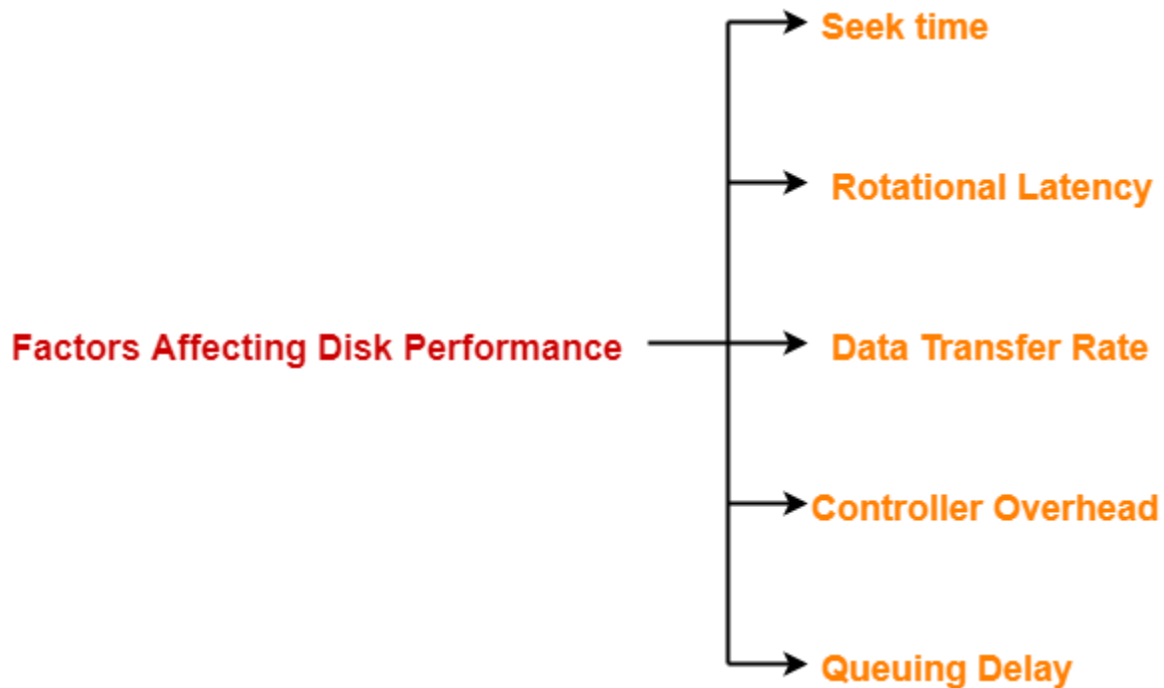 Seek time
Rotational Latency
Factors Affecting Disk Performance
Data Transfer Rate
Controller Overhead
Queuing Delay